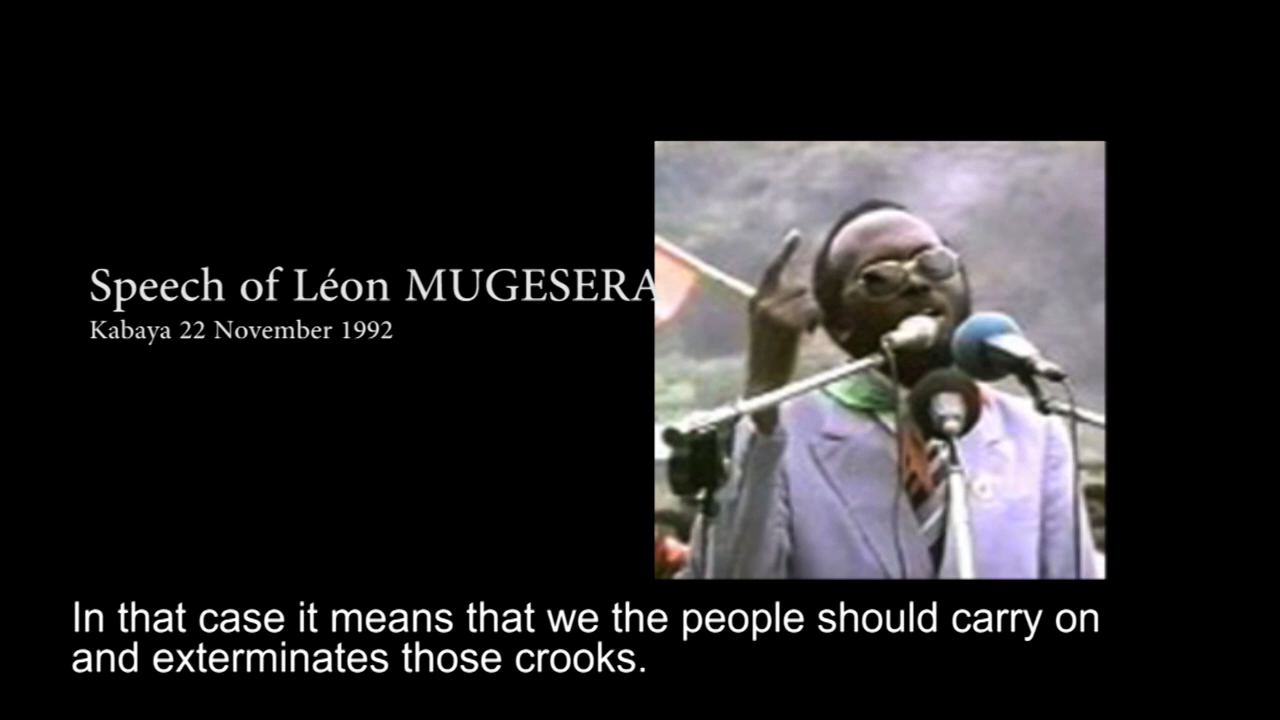 Speech of Léon MUGESERA
Kabaya 22 November 1992
In that case it means that we the people should carry on
and exterminates those crooks.